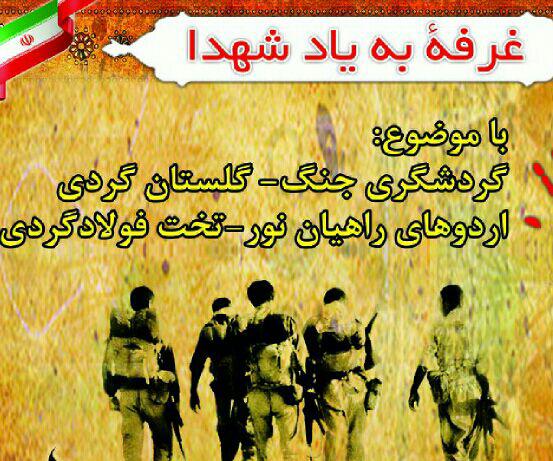 غرفهٔ به یاد شهدا
با موضوع:
گردشگری جنگ- گلستان گردی
اردوهای راهیان نور-تخت فولادگردی